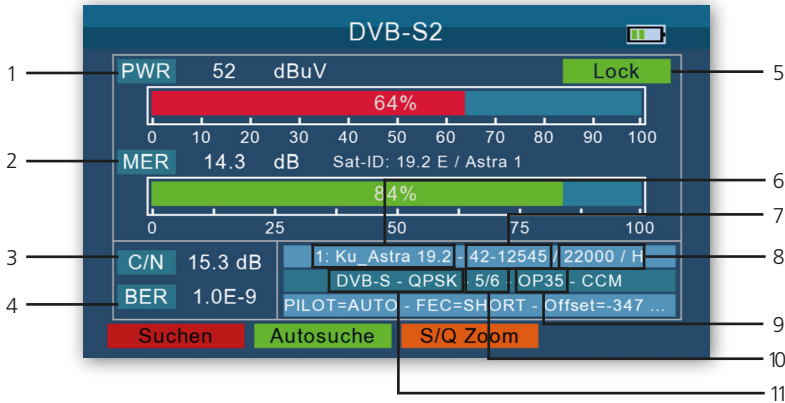 DVB-S2
1 PWR 52 dBuV Lock 5
64%
0 10 20 30 40 50 60 70 80 90 100
2 MER 14.3 dB Sat-ID: 19.2 E / Astra 1
84%
6
0 25 50 75 100
7
3 C/N 15.3 dB 1: Ku_Astra 19.2 - 42-12545 / 22000 / H 8
DVB-S - QPSK - 5/6 - OP35 - CCM
4 BER 1.0E-9 PILOT=AUTO - FEC=SHORT - Offset=-347 ...
9
Suchen Autosuche S/Q Zoom
10
11